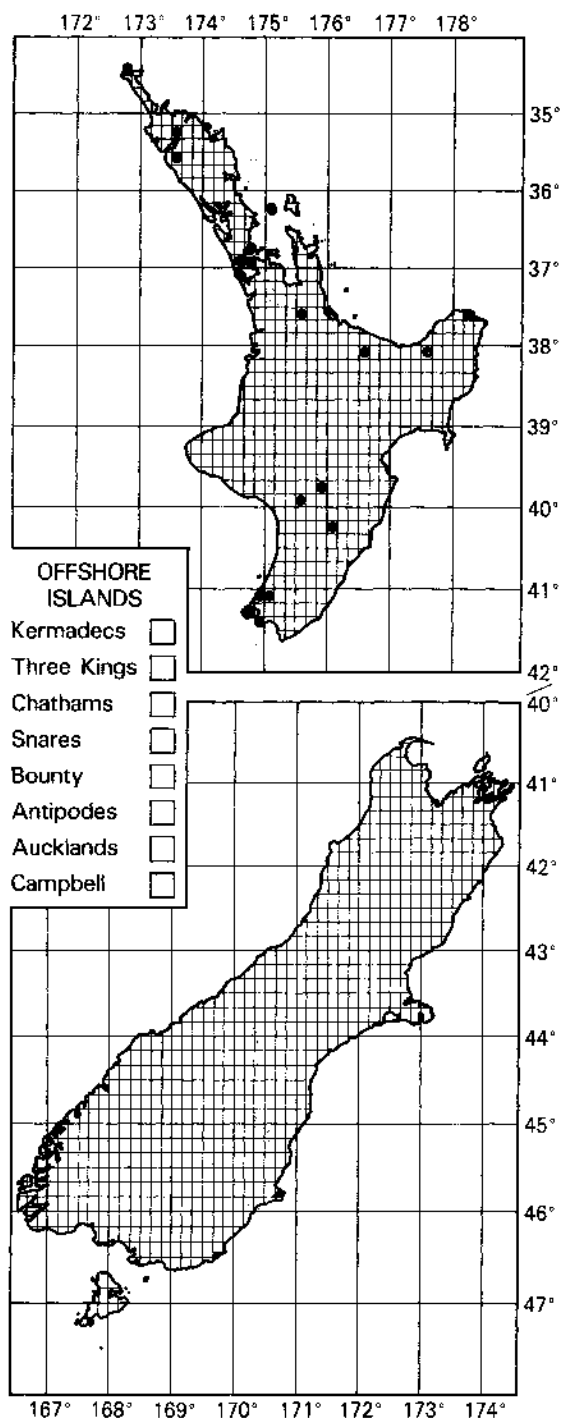 172° 173° 174° 175° 176° 177° 178°
35°
36°
37°
38°
39°
40°
41°
42°
OFFSHORE
ISLANDS
Kermadecs
Three Kings
Chathams
Snares
Bounty
Antipodes
Aucklands
Campbell
40°
41°
42°
43°
44°
45°
46°
47°
167° 168° 169° 170° 171° 172° 173° 174°